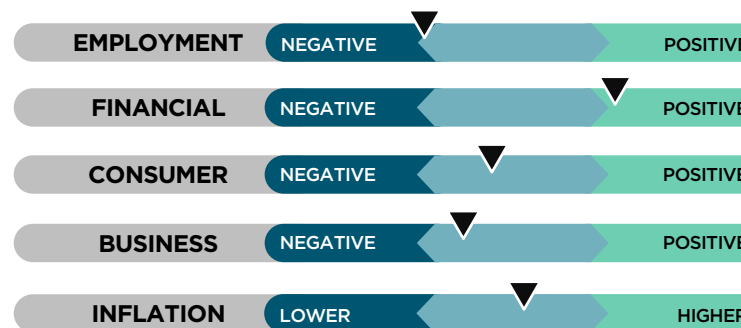 EMPLOYMENT NEGATIVE POSITIVE
FINANCIAL NEGATIVE POSITIVE
CONSUMER NEGATIVE POSITIVE
BUSINESS NEGATIVE POSITIVE
INFLATION LOWER HIGHER